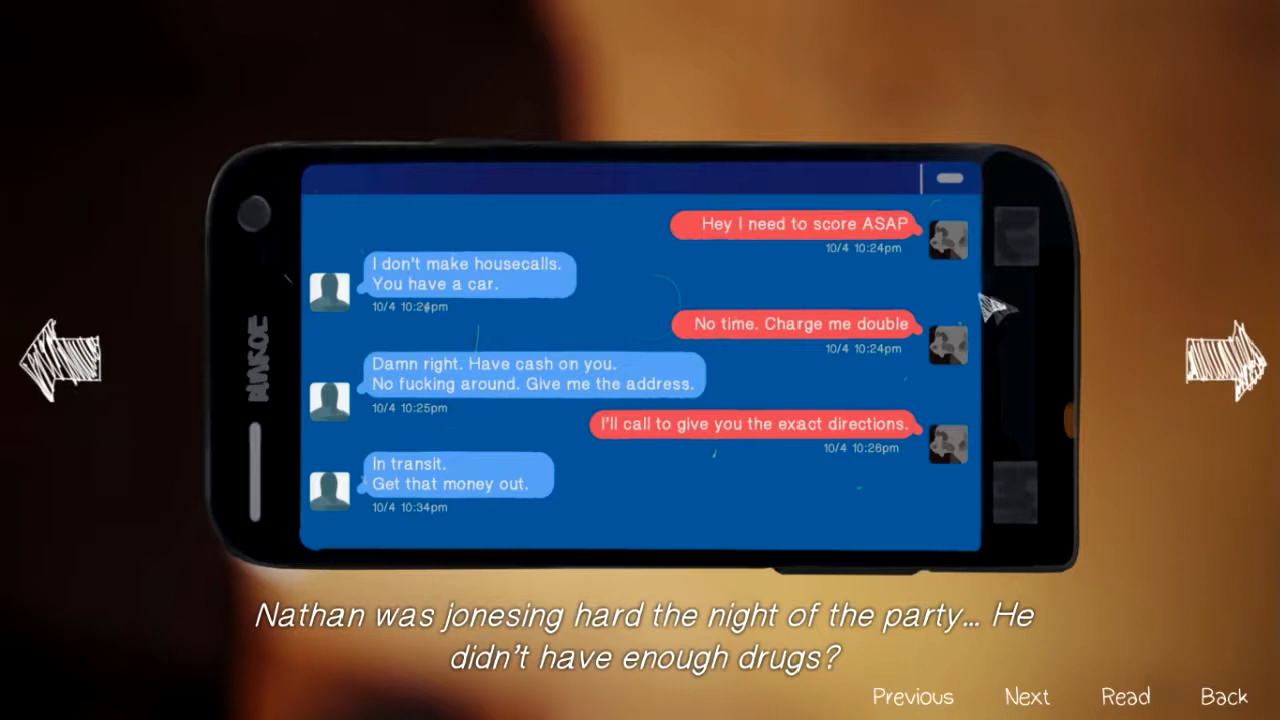 Hey I need to score ASAP
10/4 10:24pm
I don't make housecalls.
You have a car.
10/4 10:24pm
No time. Charge me double
10/4 10:24pm
Damn right. Have cash on you.
No fucking around. Give me the address.
10/4 10:25pm
I'll call to give you the exact directions.
10/4 10:26pm
In transit.
Get that money out.
10/4 10:34pm
Nathan was jonesing hard the night of the party... He
didn't have enough drugs?
Previous Next Read Back